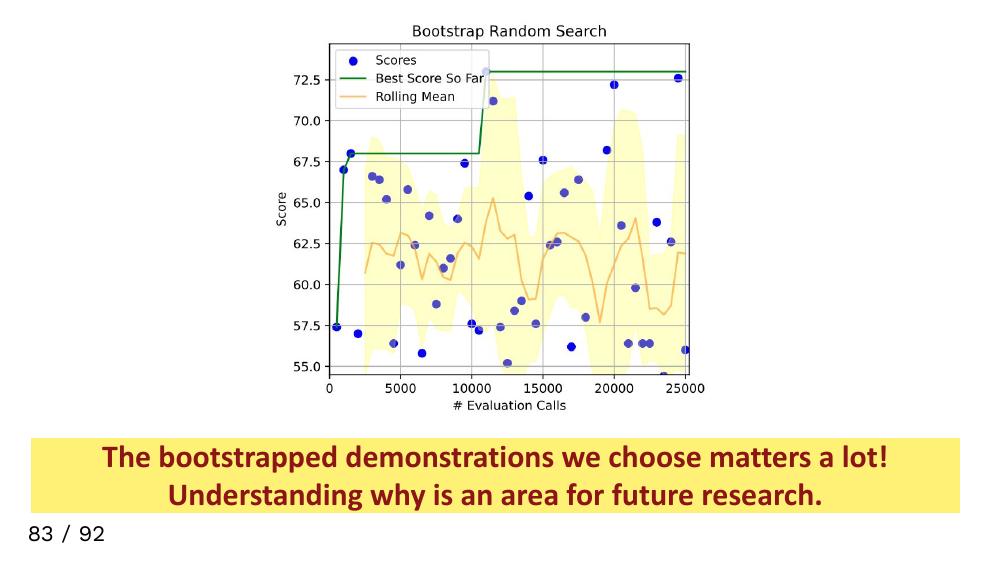 Bootstrap Random Search
Scores
Best Score So Far
Rolling Mean
72.5
70.0
67.5
65.0
62.5
60.0
57.5
55.0
Score
0 5000 10000 15000 20000 25000
# Evaluation Calls
The bootstrapped demonstrations we choose matters a lot!
Understanding why is an area for future research.
83 / 92